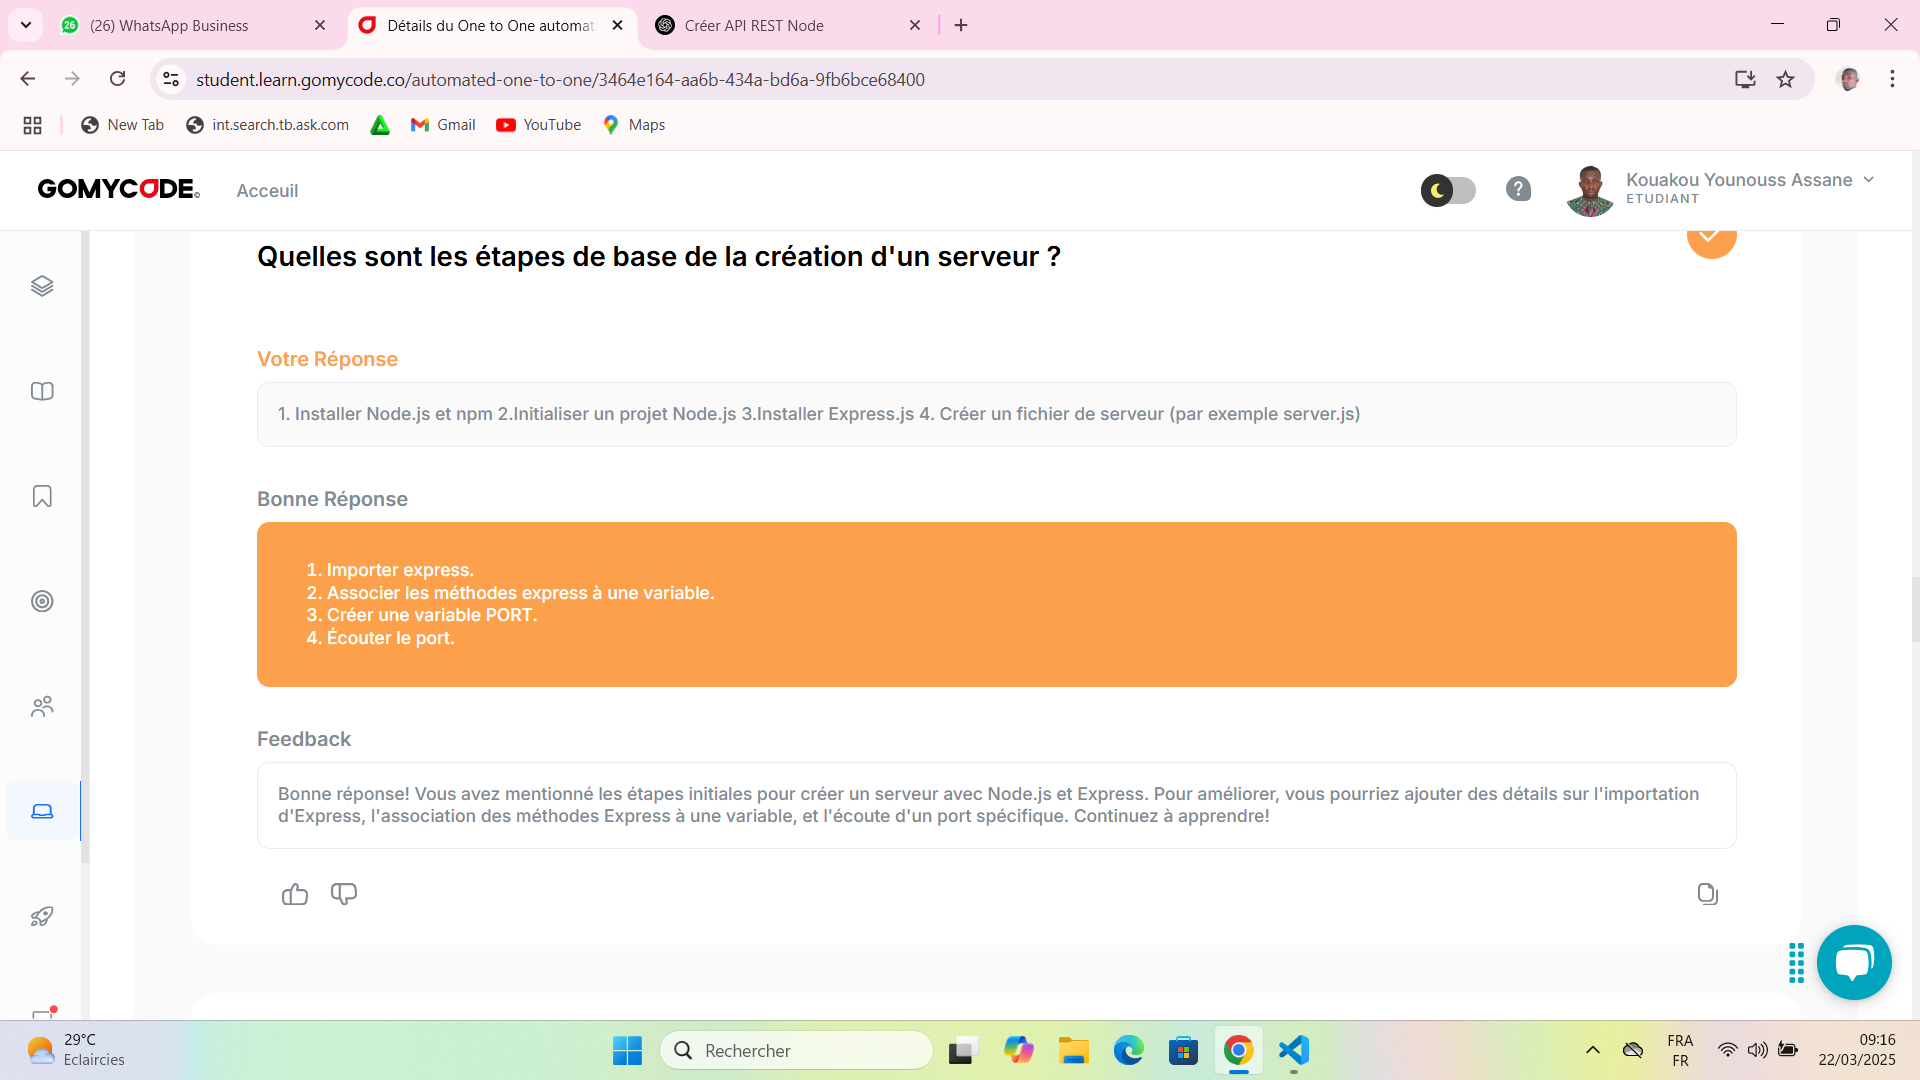 (26) WhatsApp Business
Détails du One to One automat
Créer API REST Node
student.learn.gomycode.co/automated-one-to-one/3464e164-aa6b-434a-bd6a-9fb6bce68400
New Tab
int.search.tb.ask.com
Gmail
YouTube
Maps
GOMYCODE
Acceuil
Kouakou Younouss Assane
ETUDIANT
Quelles sont les étapes de base de la création d'un serveur ?
Votre Réponse
1. Installer Node.js et npm 2.Initialiser un projet Node.js 3.Installer Express.js 4. Créer un fichier de serveur (par exemple server.js)
Bonne Réponse
1. Importer express.
2. Associer les méthodes express à une variable.
3. Créer une variable PORT.
4. Écouter le port.
Feedback
Bonne réponse! Vous avez mentionné les étapes initiales pour créer un serveur avec Node.js et Express. Pour améliorer, vous pourriez ajouter des détails sur l'importation
d'Express, l'association des méthodes Express à une variable, et l'écoute d'un port spécifique. Continuez à apprendre!
29°C
Eclaircies
Rechercher
FRA
FR
09:16
22/03/2025